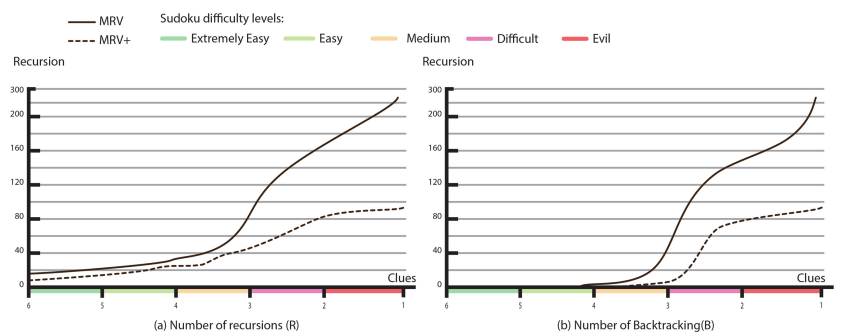 MRV
MRV+
Sudoku difficulty levels:
Extremely Easy Easy Medium Difficult Evil
Recursion
300
200
160
120
80
40
0
Clues
6 5 4 3 2 1
(a) Number of recursions (R)
Recursion
300
200
160
120
80
40
0
Clues
6 5 4 3 2 1
(b) Number of Backtracking(B)